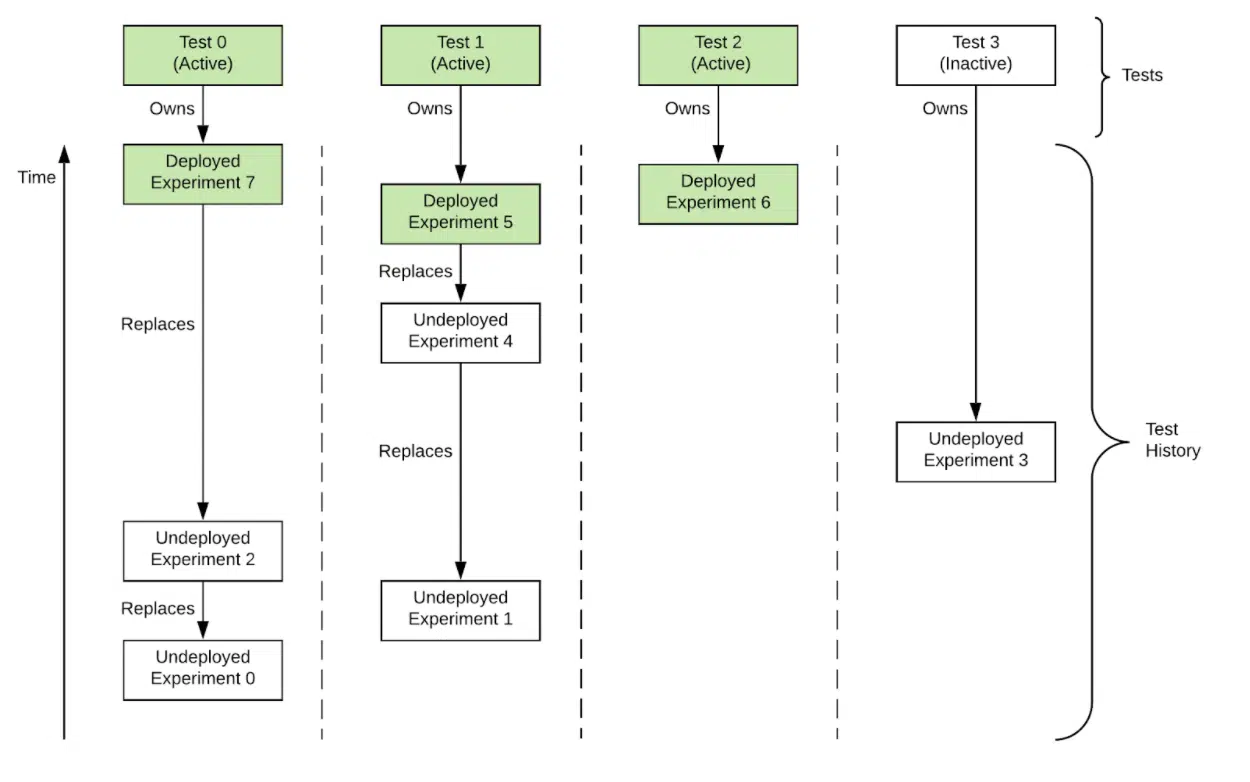 Test 0
(Active)
Test 1
(Active)
Test 2
(Active)
Test 3
(Inactive)
Tests
Owns
Owns
Owns
Owns
Time
Deployed
Experiment 7
Deployed
Experiment 6
Deployed
Experiment 5
Replaces
Undeployed
Experiment 4
Replaces
Replaces
Undeployed
Experiment 3
Test
History
Undeployed
Experiment 2
Undeployed
Experiment 1
Replaces
Undeployed
Experiment 0